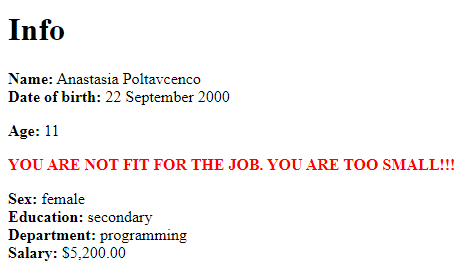 Info
Name: Anastasia Poltavcenco
Date of birth: 22 September 2000
Age: 11
YOU ARE NOT FIT FOR THE JOB. YOU ARE TOO SMALL!!!
Sex: female
Education: secondary
Department: programming
Salary: $5,200.00